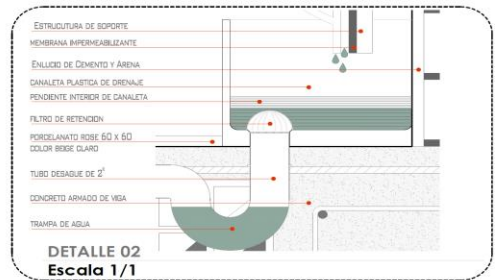 ESTRUCUTURA DE SOPORTE
MEMBRANA IMPERMEABILIZANTE
ENLUCIDO DE CEMENTO Y ARENA
CANALETA PLASTICA DE DRENAJE
PENDIENTE INTERIOR DE CANALETA
FILTRO DE RETENCION
PORCELANATO ROSE 60 X 60
COLOR BEIGE CLARO
TUBO DESAGUE DE 2"
CONCRETO ARMADO DE VIGA
TRAMPA DE AGUA
DETALLE 02
Escala 1/1